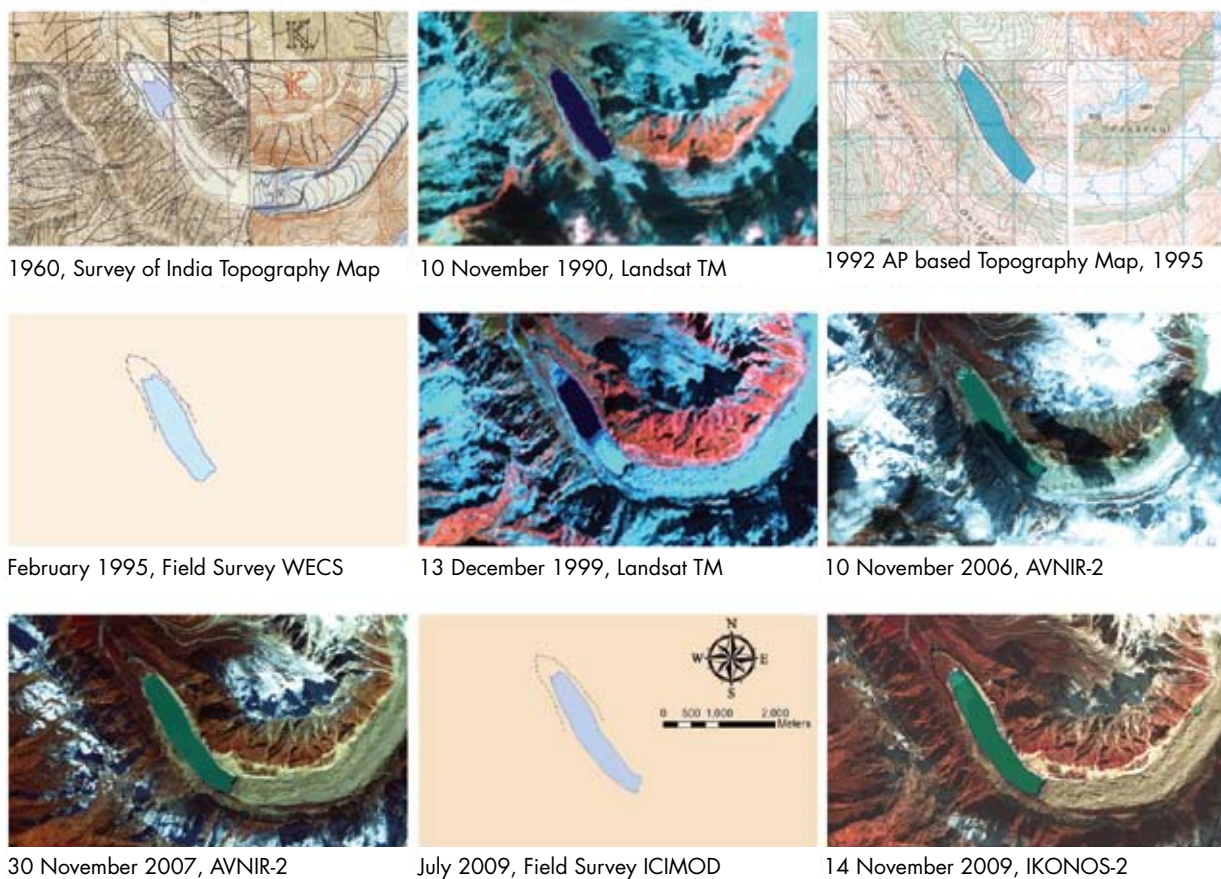 K
K
1960, Survey of India Topography Map
10 November 1990, Landsat TM
1992 AP based Topography Map, 1995
February 1995, Field Survey WECS
13 December 1999, Landsat TM
10 November 2006, AVNIR-2
N
W E
S
0 500 1,000 2,000
Meters
30 November 2007, AVNIR-2
July 2009, Field Survey ICIMOD
14 November 2009, IKONOS-2